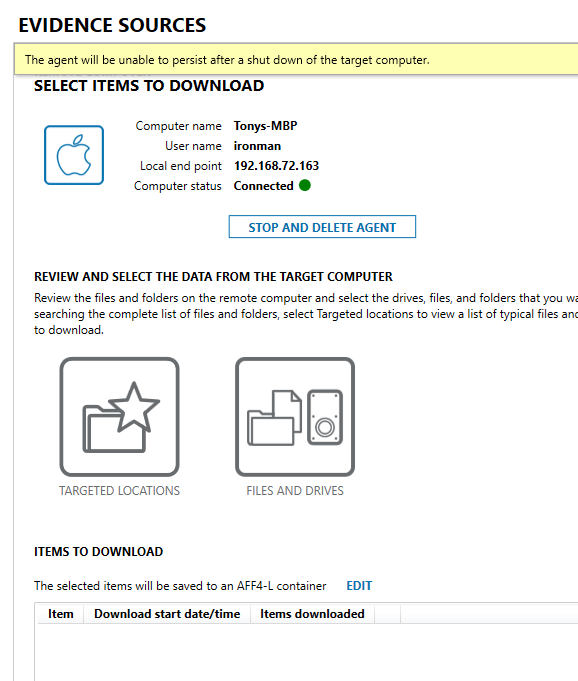 EVIDENCE SOURCES
The agent will be unable to persist after a shut down of the target computer.
SELECT ITEMS TO DOWNLOAD
Computer name Tonys-MBP
User name ironman
Local end point 192.168.72.163
Computer status Connected
STOP AND DELETE AGENT
REVIEW AND SELECT THE DATA FROM THE TARGET COMPUTER
Review the files and folders on the remote computer and select the drives, files, and folders that you wa
searching the complete list of files and folders, select Targeted locations to view a list of typical files and
to download.
TARGETED LOCATIONS FILES AND DRIVES
ITEMS TO DOWNLOAD
The selected items will be saved to an AFF4-L container EDIT
Item Download start date/time Items downloaded